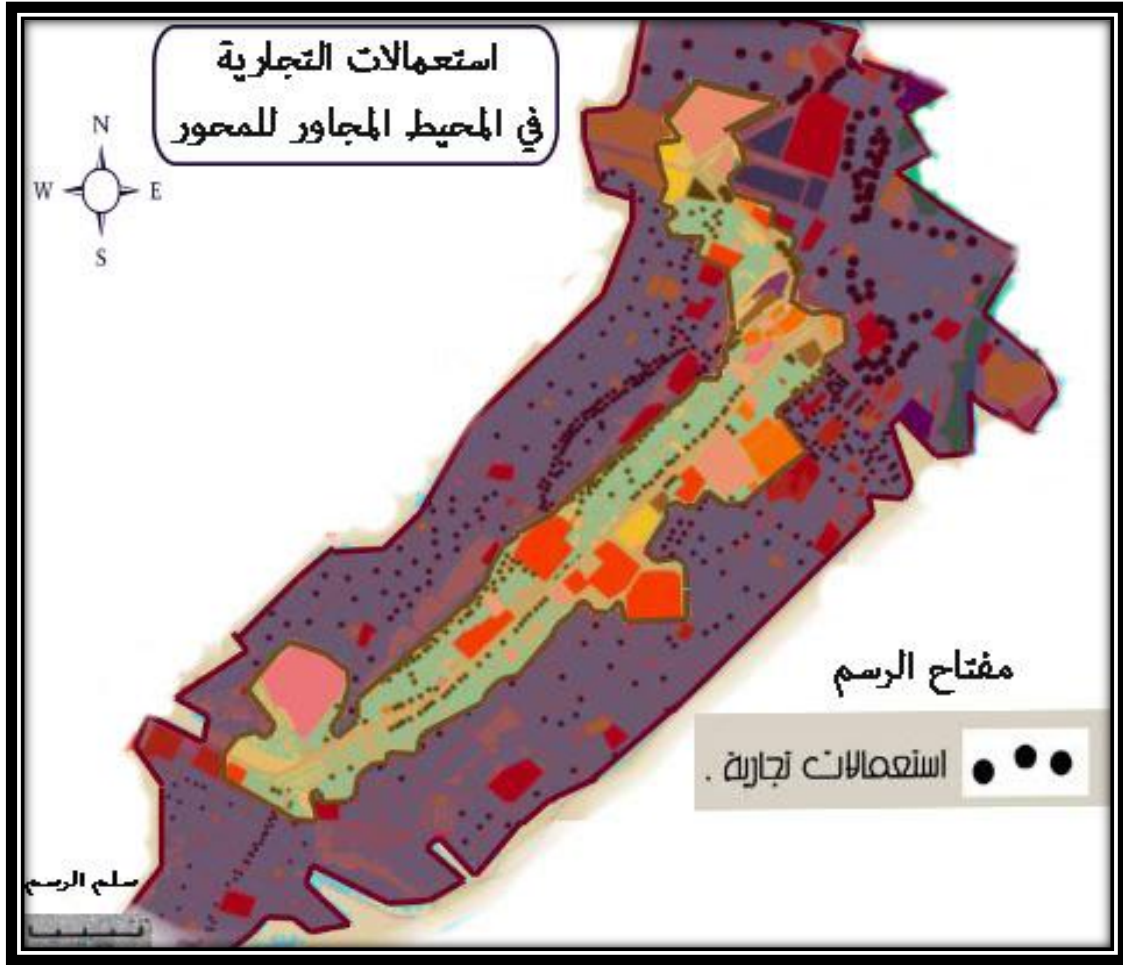 استعمالات التجارية
في المحيط المجاور للمحور
N
W E
S
مفتاح الرسم
استعمالات تجارية .
سلم الرسم